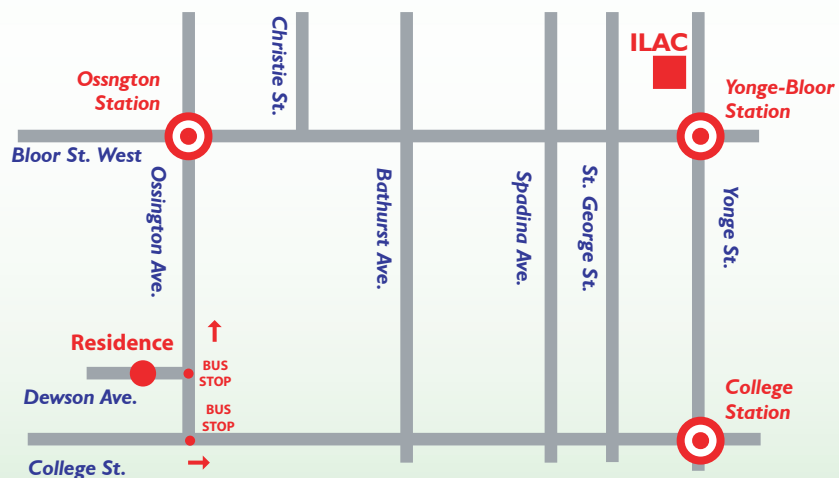 Christie St.
ILAC
Ossngton
Station
Yonge-Bloor
Station
Bloor St. West
Ossington Ave.
Bathurst Ave.
Spadina Ave.
St. George St.
Yonge St.
Residence
BUS
STOP
Dewson Ave.
BUS
STOP
College
Station
College St.